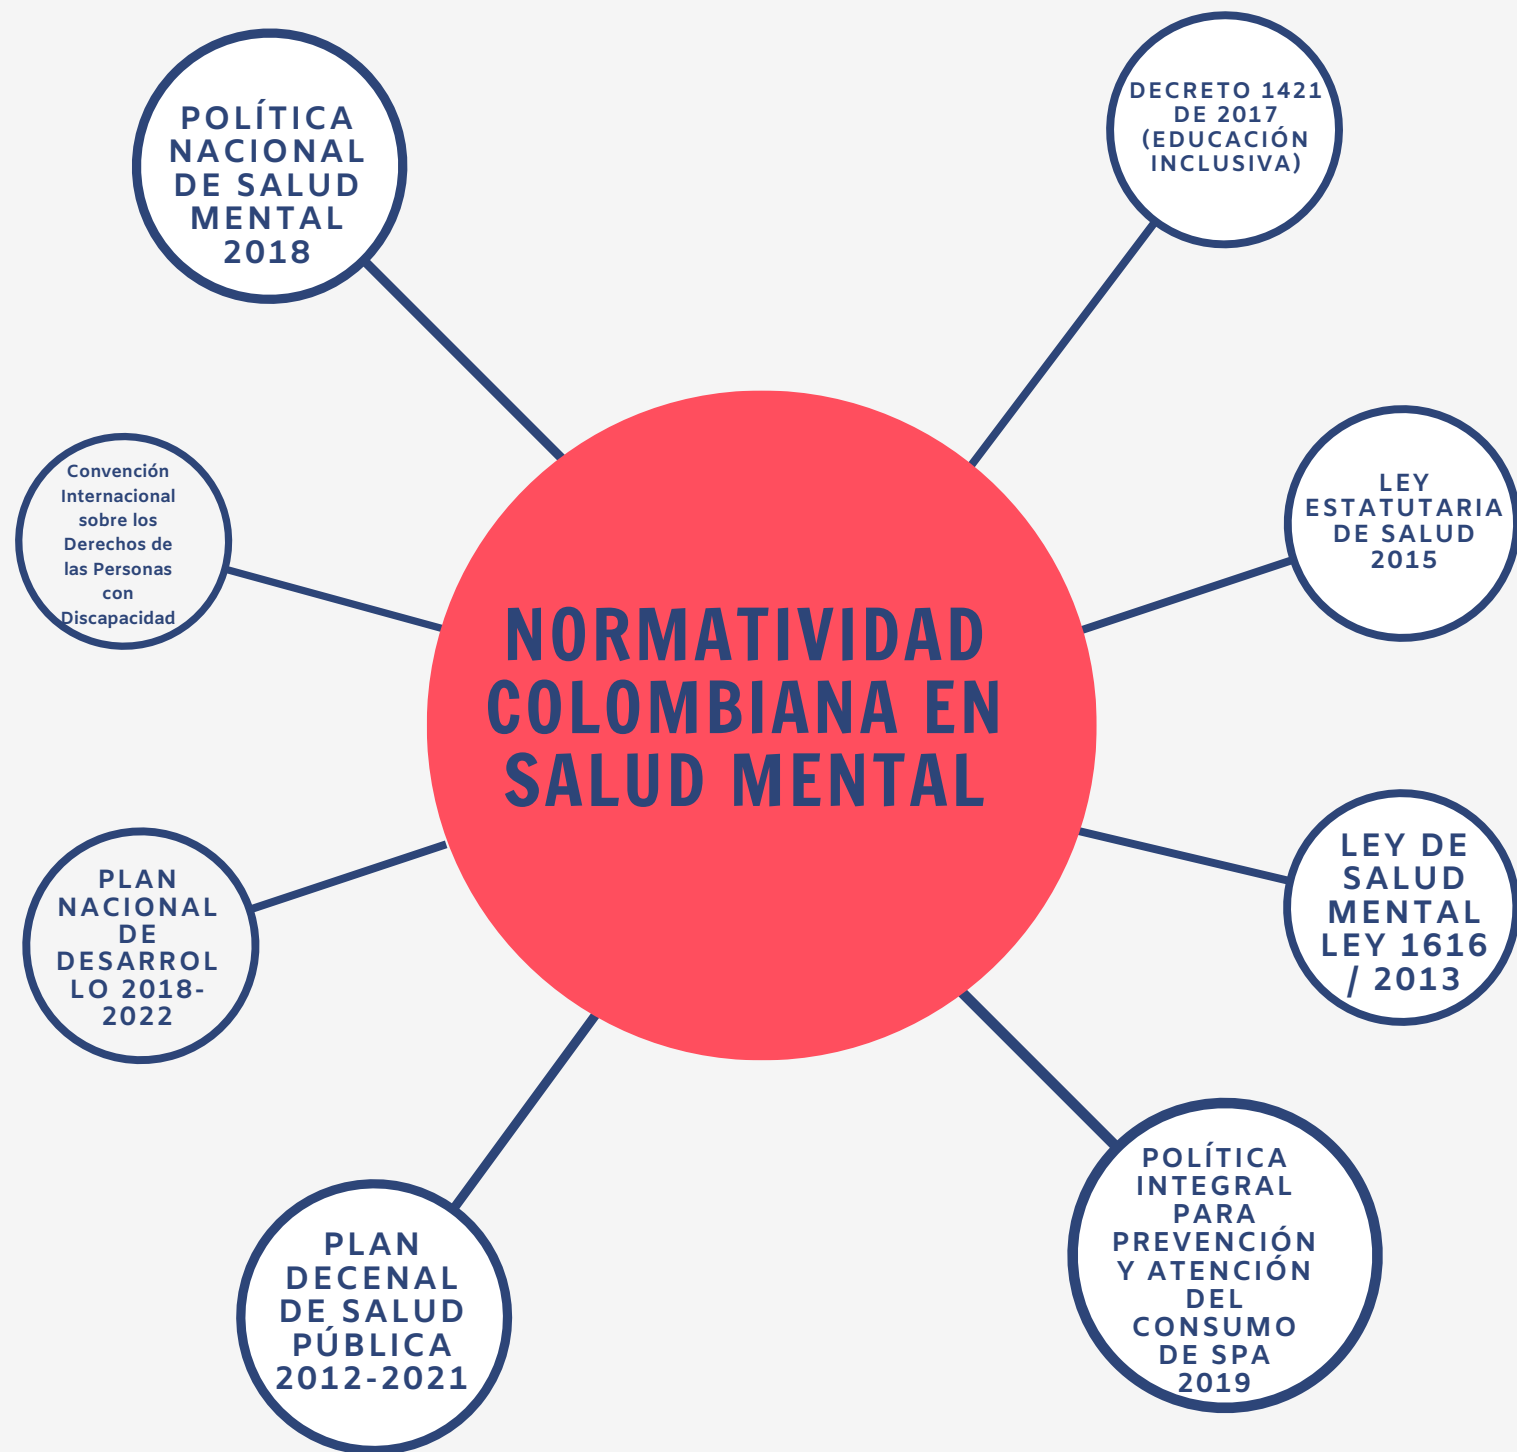 POLÍTICA
NACIONAL
DE SALUD
MENTAL
2018
DECRETO 1421
DE 2017
(EDUCACIÓN
INCLUSIVA)
Convención
Internacional
sobre los
Derechos de
las Personas
con
Discapacidad
LEY
ESTATUTARIA
DE SALUD
2015
NORMATIVIDAD
COLOMBIANA EN
SALUD MENTAL
PLAN
NACIONAL
DE
DESARROL
LO 2018-
2022
LEY DE
SALUD
MENTAL
LEY 1616
/ 2013
PLAN
DECENAL
DE SALUD
PÚBLICA
2012-2021
POLÍTICA
INTEGRAL
PARA
PREVENCIÓN
Y ATENCIÓN
DEL
CONSUMO
DE SPA
2019